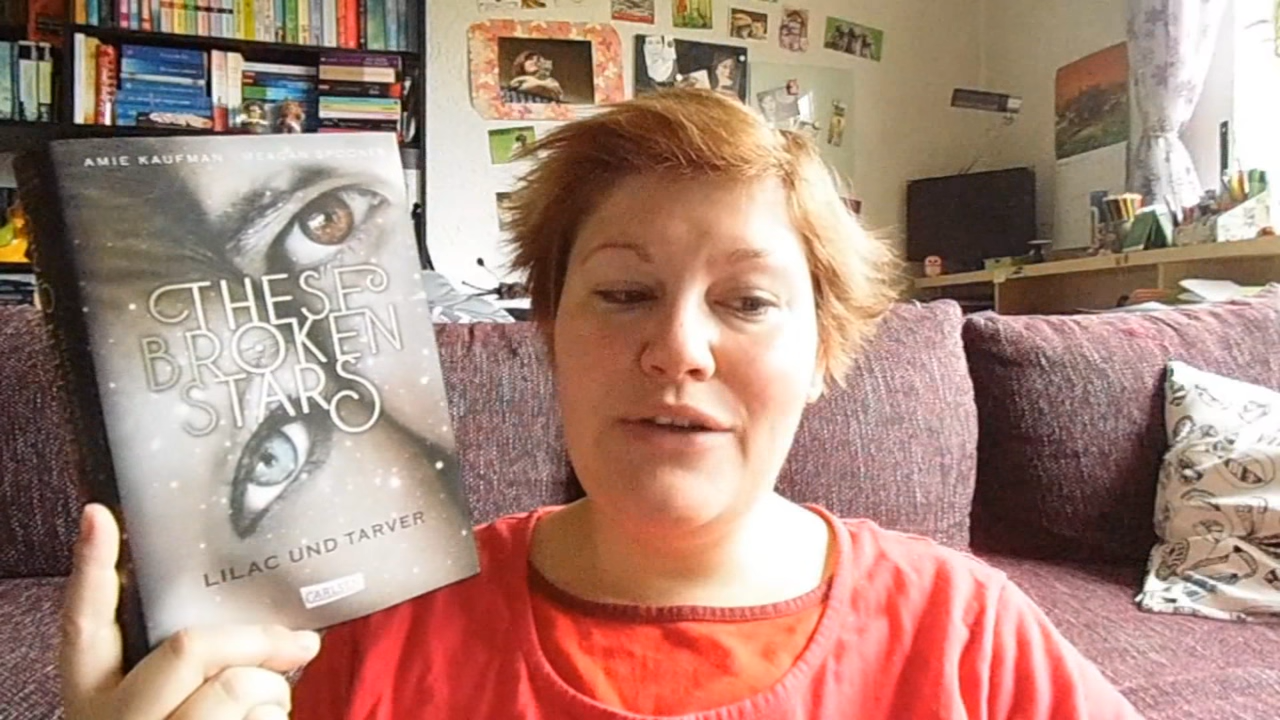 AMIE KAUFMAN MEAGAN SPOONER
THESE
BROKEN
STARS
LILAC UND TARVER
CARLSEN